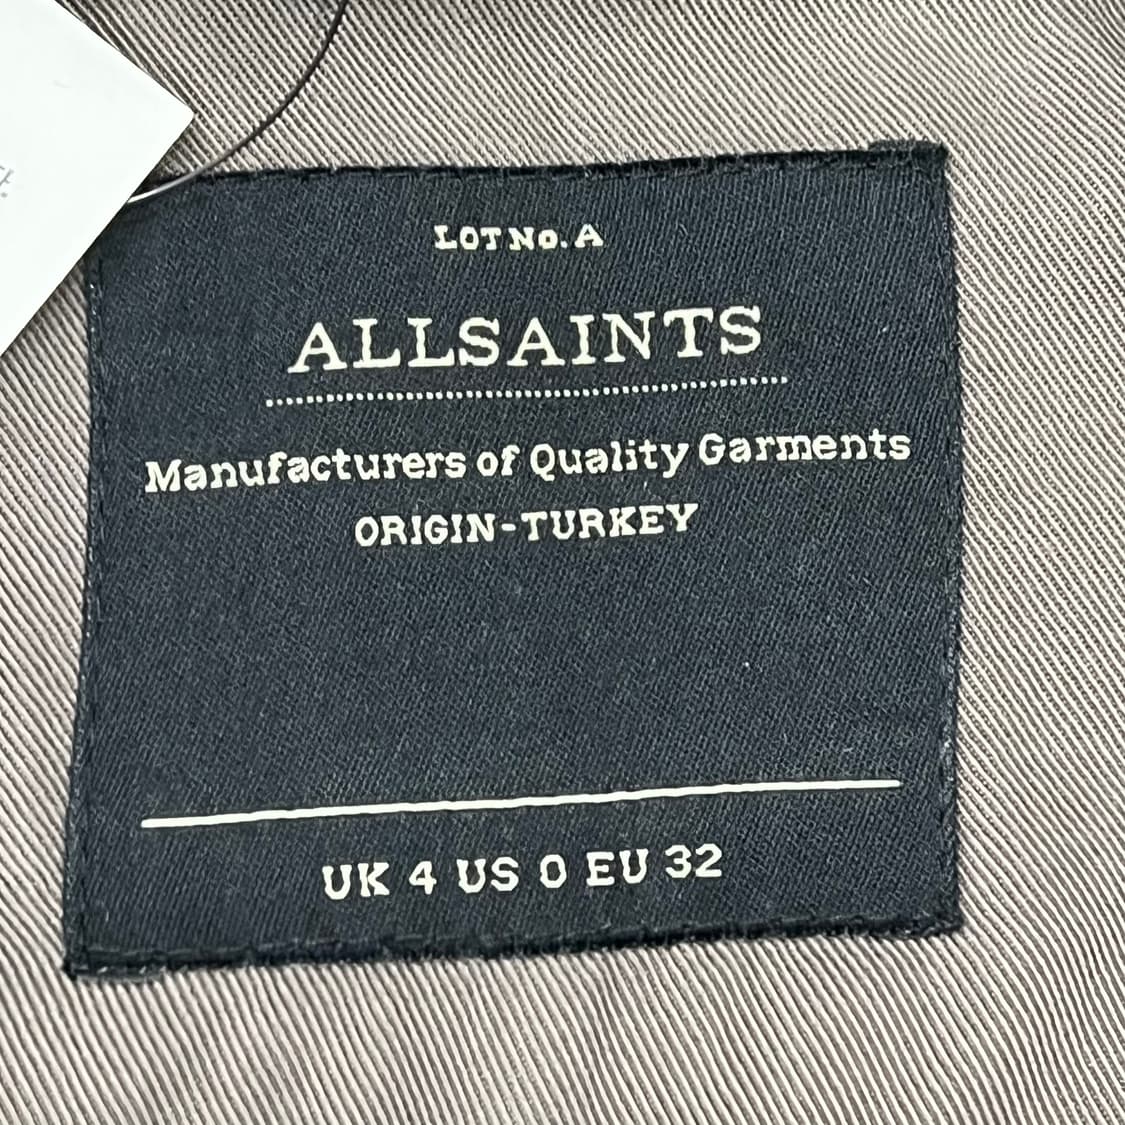 LOT No. A
ALLSAINTS
Manufacturers of Quality Garments
ORIGIN-TURKEY
UK 4 US 0 EU 32